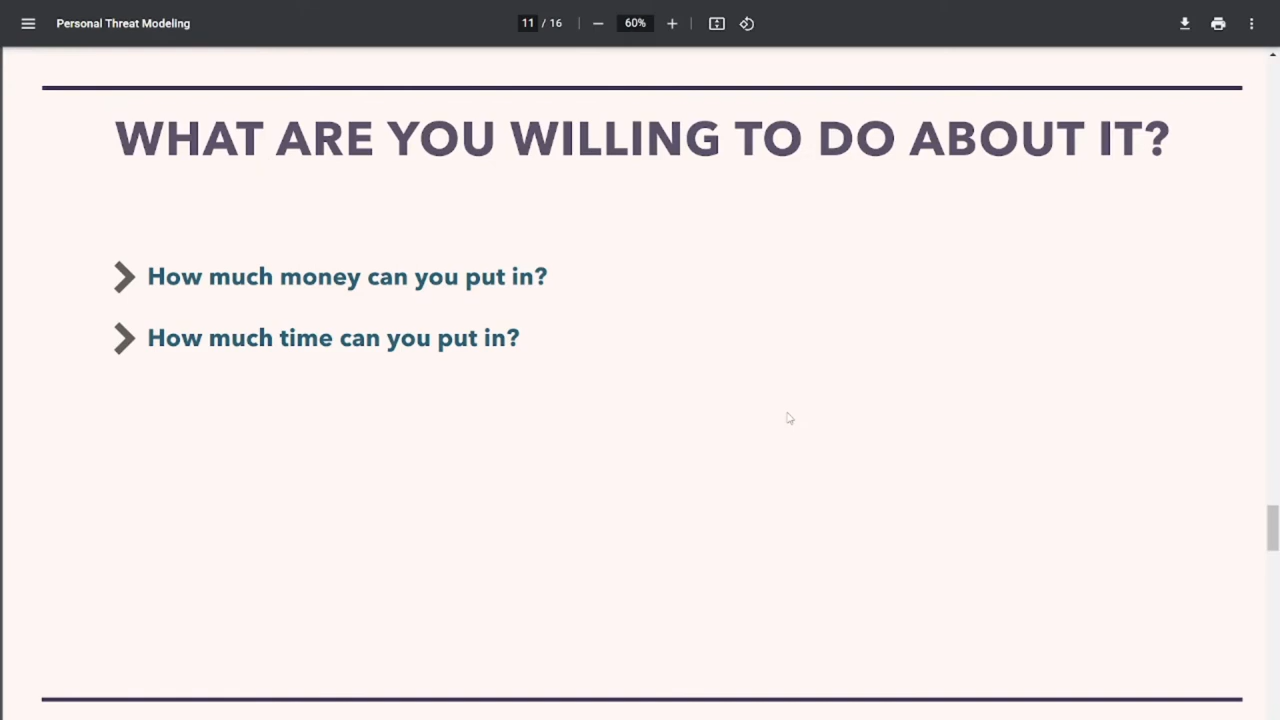 Personal Threat Modeling
11 / 16
60%
WHAT ARE YOU WILLING TO DO ABOUT IT?
How much money can you put in?
How much time can you put in?